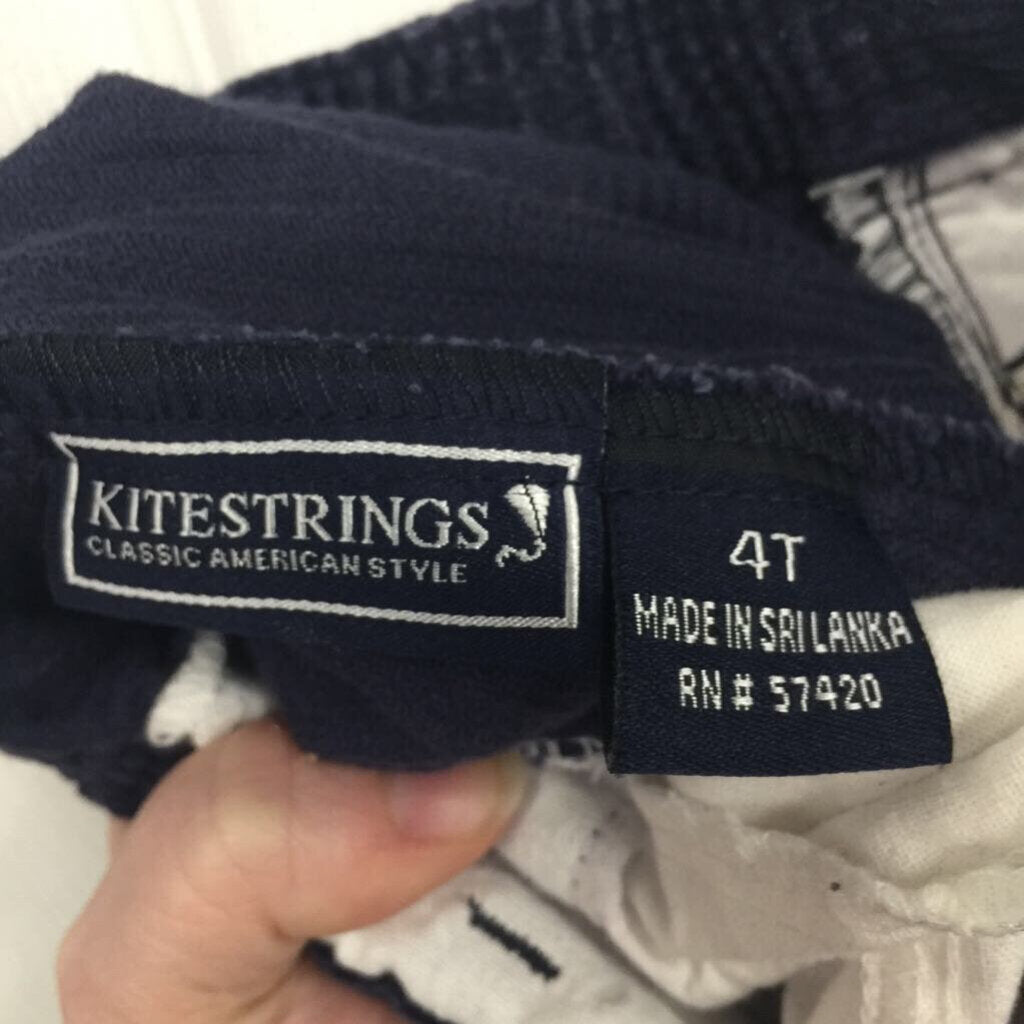 KITESTRINGS
CLASSIC AMERICAN STYLE
4T
MADE IN SRI LANKA
RN # 57420